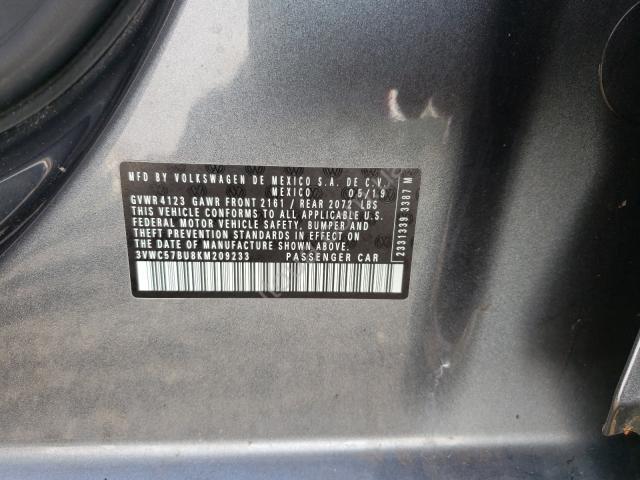 MFD BY VOLKSWAGEN DE MEXICO S.A. DE C.V.
MEXICO 05/19
GVWR 4123 GAWR FRONT 2161 / REAR 2072 LBS
THIS VEHICLE CONFORMS TO ALL APPLICABLE U.S.
FEDERAL MOTOR VEHICLE SAFETY, BUMPER AND
THEFT PREVENTION STANDARDS IN EFFECT ON
THE DATE OF MANUFACTURE SHOWN ABOVE.
3VWC57BU8KM209233 PASSENGER CAR
2331339 3387 M